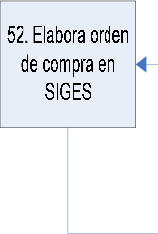 52. Elabora orden
de compra en
SIGES